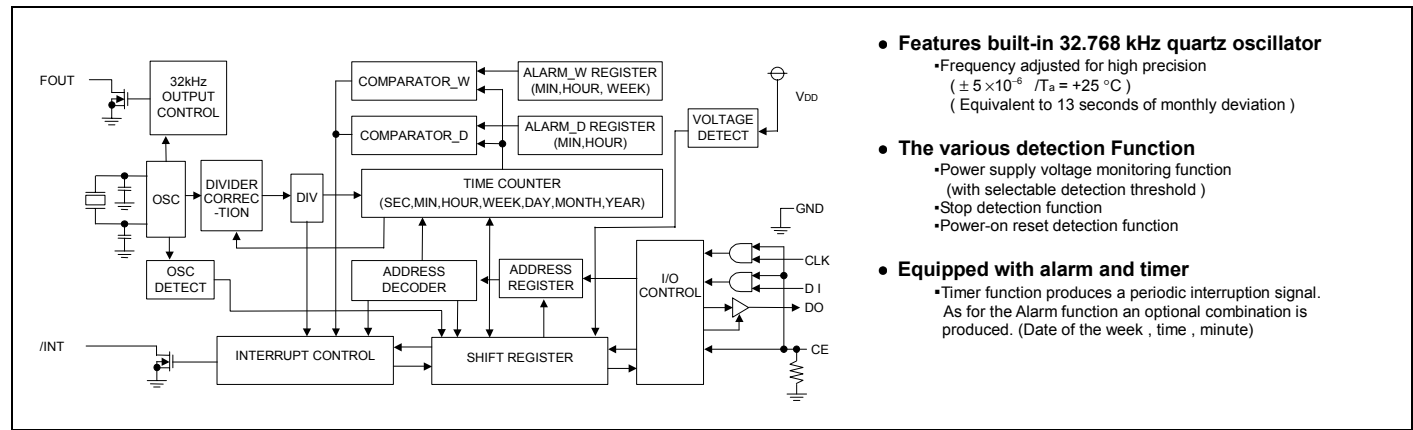 FOUT
32kHz
OUTPUT
CONTROL
COMPARATOR_W
ALARM_W REGISTER
(MIN,HOUR, WEEK)
COMPARATOR_D
ALARM_D REGISTER
(MIN,HOUR)
VOLTAGE
DETECT
VDD
OSC
DIVIDER
CORREC
-TION
DIV
TIME COUNTER
(SEC,MIN,HOUR,WEEK,DAY,MONTH,YEAR)
GND
OSC
DETECT
ADDRESS
DECODER
ADDRESS
REGISTER
I/O
CONTROL
CLK
D I
DO
CE
/INT
INTERRUPT CONTROL
SHIFT REGISTER
● Features built-in 32.768 kHz quartz oscillator
▪Frequency adjusted for high precision
( ± 5 ×10⁻⁶ /Ta = +25 °C )
( Equivalent to 13 seconds of monthly deviation )
● The various detection Function
▪Power supply voltage monitoring function
(with selectable detection threshold )
▪Stop detection function
▪Power-on reset detection function
● Equipped with alarm and timer
▪Timer function produces a periodic interruption signal.
As for the Alarm function an optional combination is
produced. (Date of the week , time , minute)